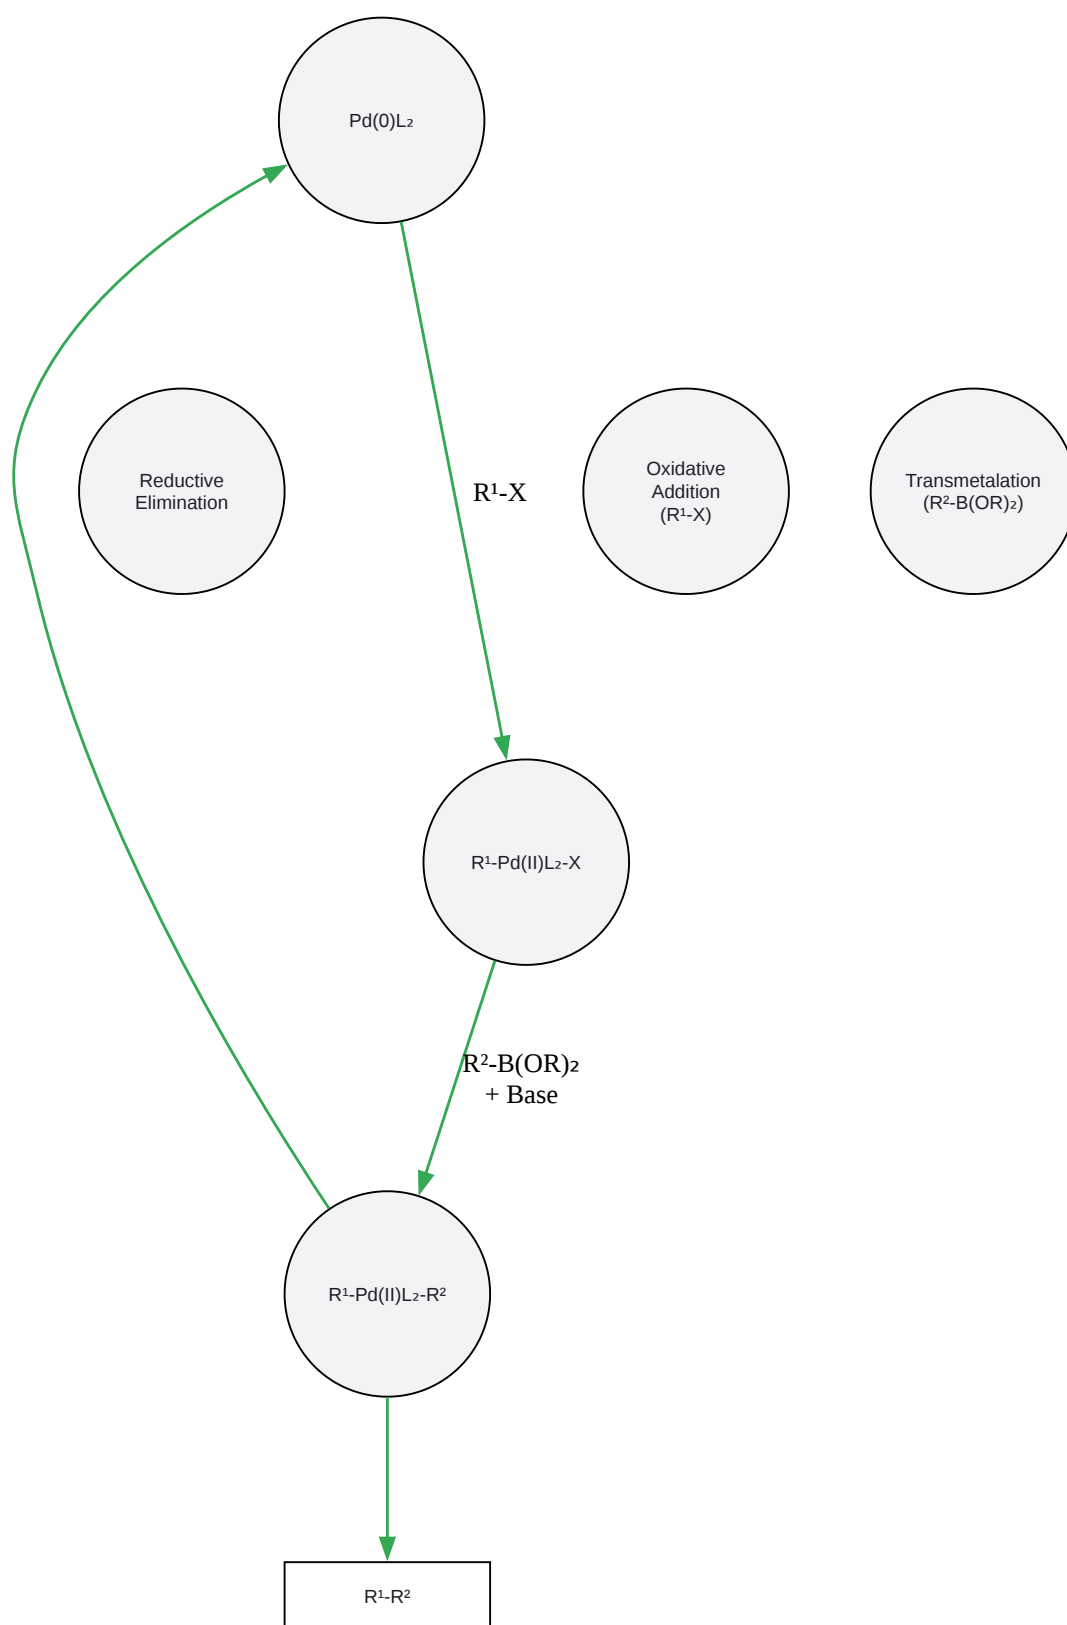 Pd(0)L₂
Reductive
Elimination
R¹-X
Oxidative
Addition
(R¹-X)
Transmetalation
(R²-B(OR)₂)
R¹-Pd(II)L₂-X
R²-B(OR)₂
+ Base
R¹-Pd(II)L₂-R²
R¹-R²